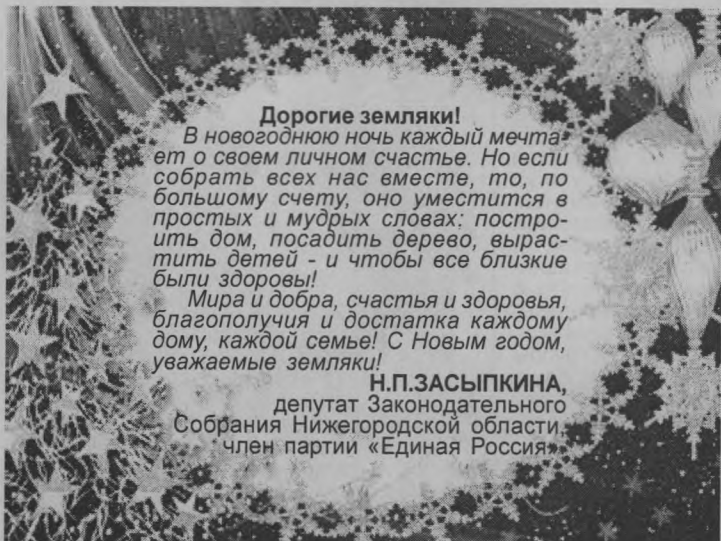 Дорогие земляки!
В новогоднюю ночь каждый мечта-
ет о своем личном счастье. Но если
собрать всех нас вместе, то, по
большому счету, оно уместится в
простых и мудрых словах: постро-
ить дом, посадить дерево, вырас-
тить детей - и чтобы все близкие
были здоровы!
Мира и добра, счастья и здоровья,
благополучия и достатка каждому
дому, каждой семье! С Новым годом,
уважаемые земляки!
Н.П.ЗАСЫПКИНА,
депутат Законодательного
Собрания Нижегородской области,
член партии «Единая Россия».